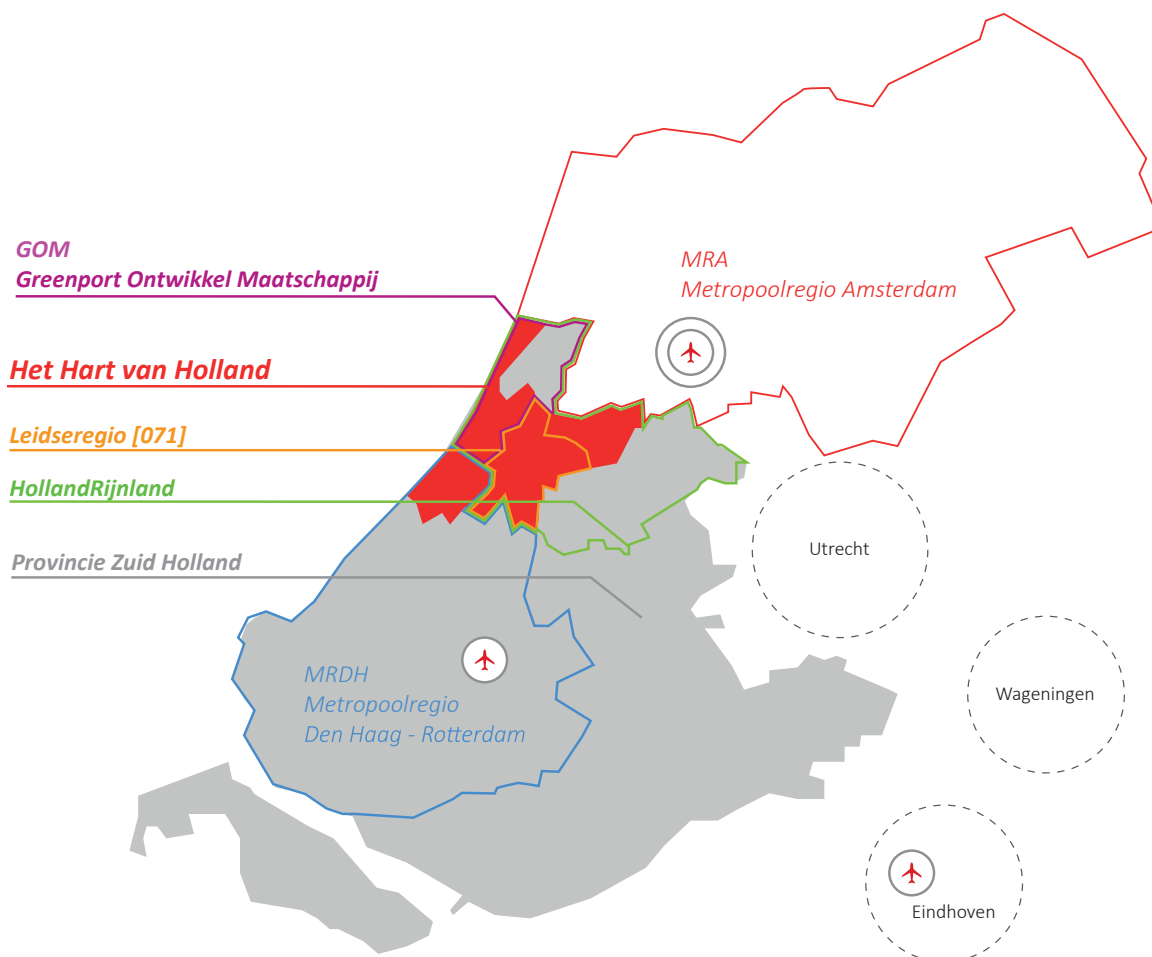 GOM
Greenport Ontwikkel Maatschappij
MRA
Metropoolregio Amsterdam
Het Hart van Holland
Leidseregio [071]
HollandRijnland
Provincie Zuid Holland
Utrecht
MRDH
Metropoolregio
Den Haag - Rotterdam
Wageningen
Eindhoven